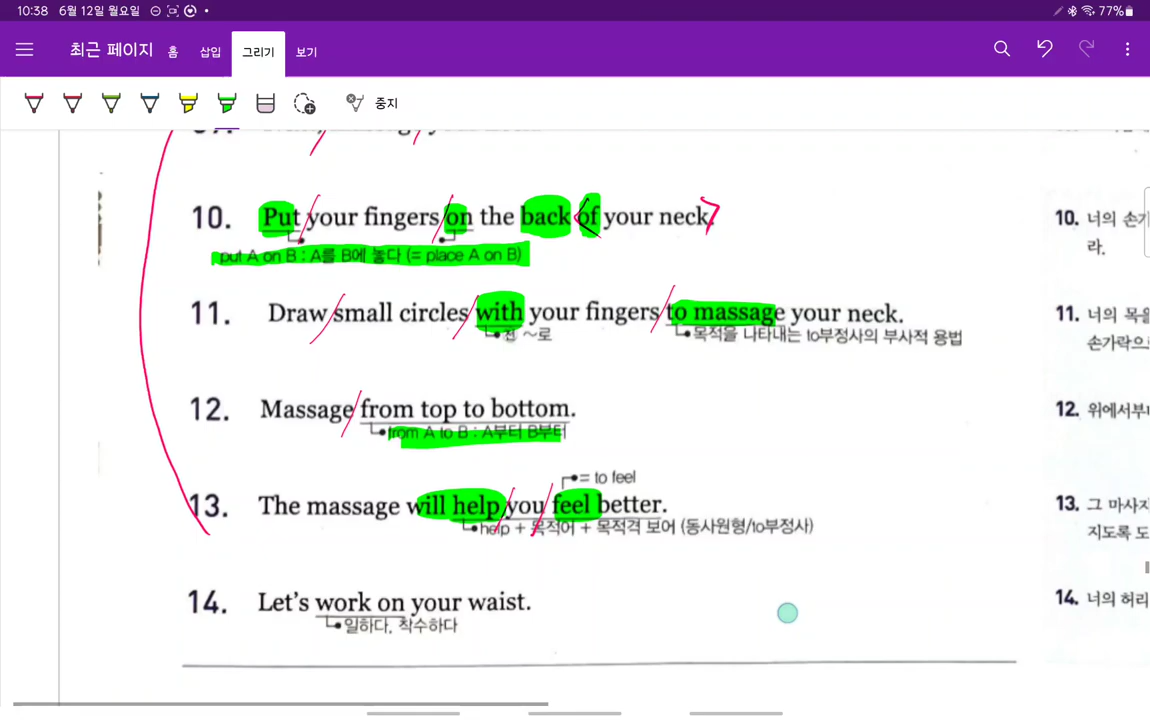 10:38 6월 12일 월요일 77%
최근 페이지 홈 삽입 그리기 보기
중지
10. Put your fingers on the back of your neck.
10. 너의 손가
put A on B : A를 B에 놓다 (= place A on B)
라.
11. Draw small circles with your fingers to massage your neck.
11. 너의 목을
전 ~로
목적을 나타내는 to부정사의 부사적 용법
손가락으로
12. Massage from top to bottom.
12. 위에서부터
from A to B : A부터 B부터
= to feel
13. The massage will help you feel better.
13. 그 마사지
help + 목적어 + 목적격 보어 (동사원형/to부정사)
지도록 도
14. Let's work on your waist.
14. 너의 허리
일하다, 착수하다